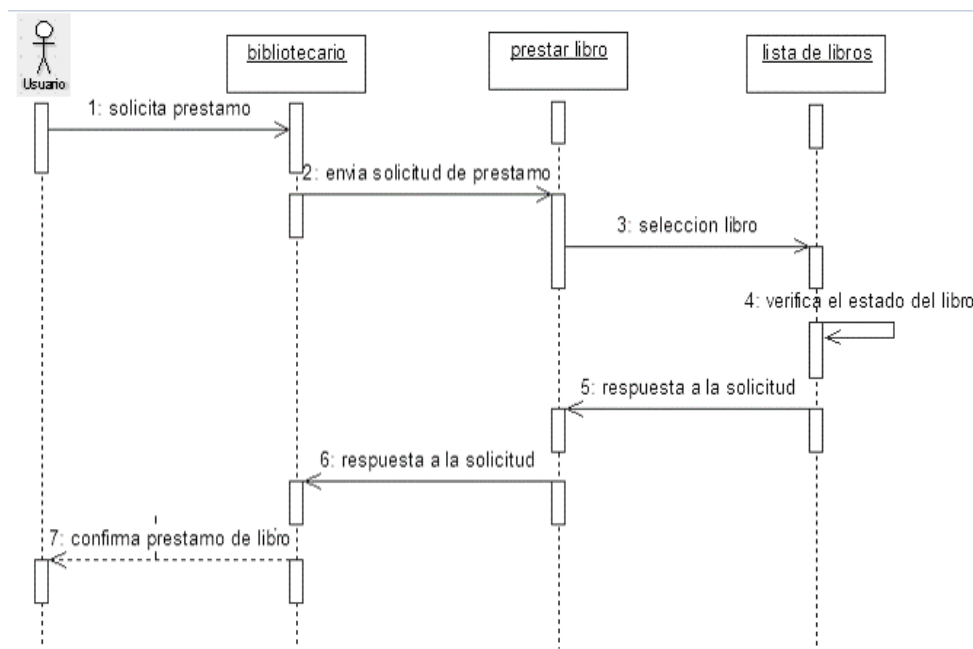 Usuario
bibliotecario
prestar libro
lista de libros
1: solicita prestamo
2: envia solicitud de prestamo
3: seleccion libro
4: verifica el estado del libro
5: respuesta a la solicitud
6: respuesta a la solicitud
7: confirma prestamo de libro